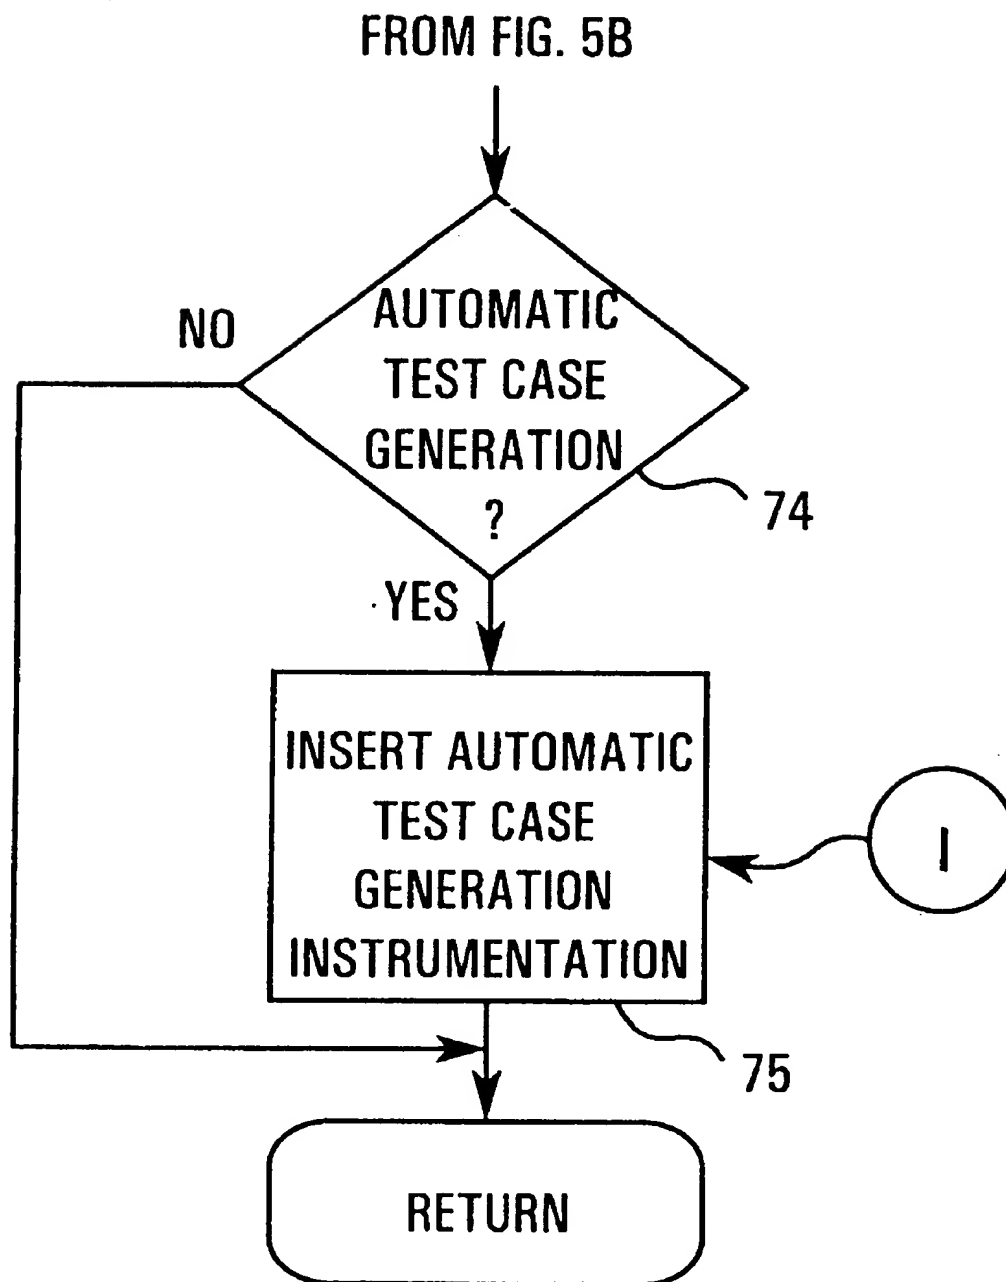 FROM FIG. 5B
NO
AUTOMATIC
TEST CASE
GENERATION
?
74
YES
INSERT AUTOMATIC
TEST CASE
GENERATION
INSTRUMENTATION
I
75
RETURN